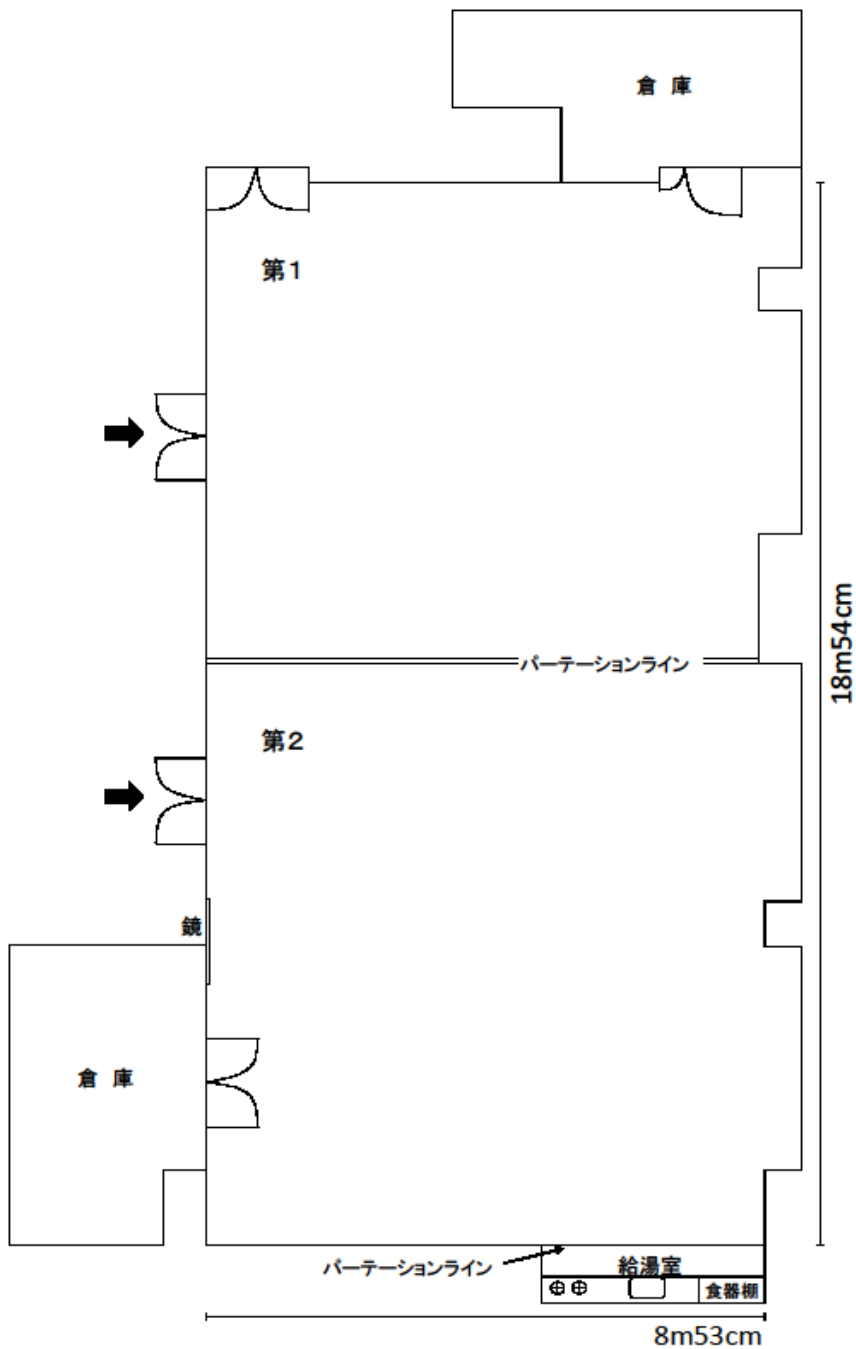 倉 庫
第1
パーテーションライン
18m54cm
第2
鏡
倉 庫
パーテーションライン
給湯室
食器棚
8m53cm